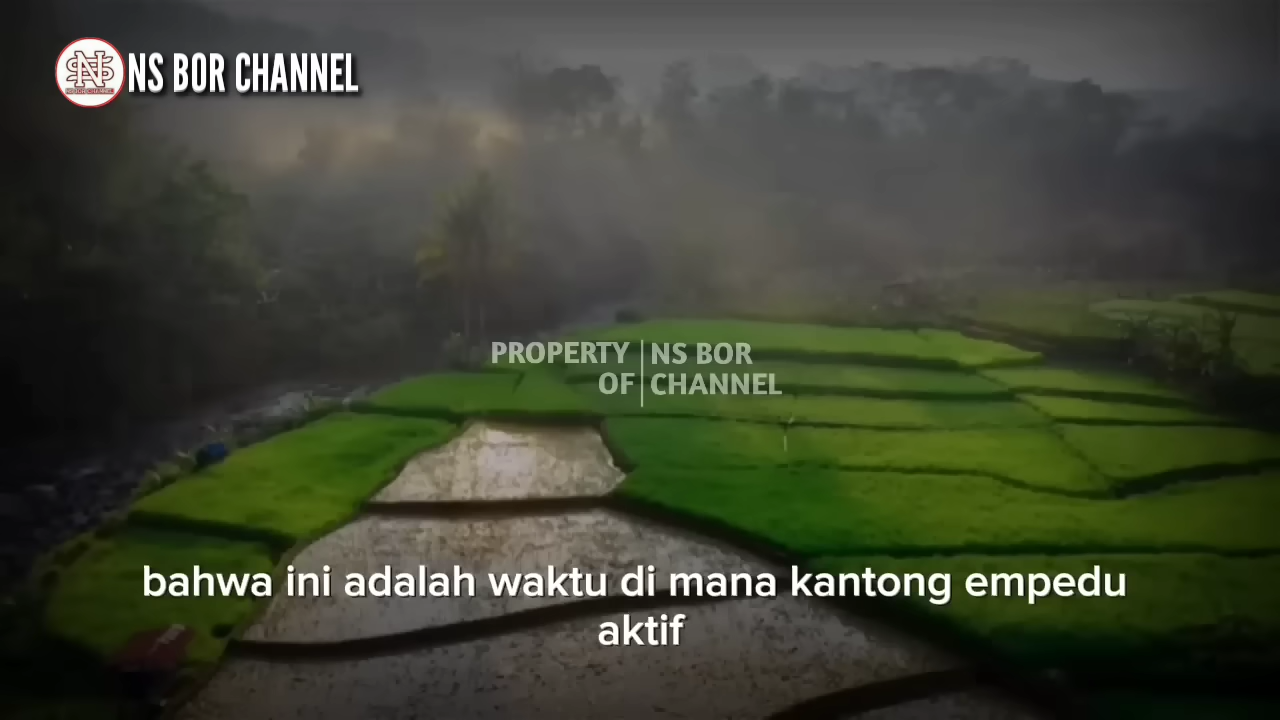 NS BOR CHANNEL
PROPERTY OF | NS BOR CHANNEL
bahwa ini adalah waktu di mana kantong empedu
aktif